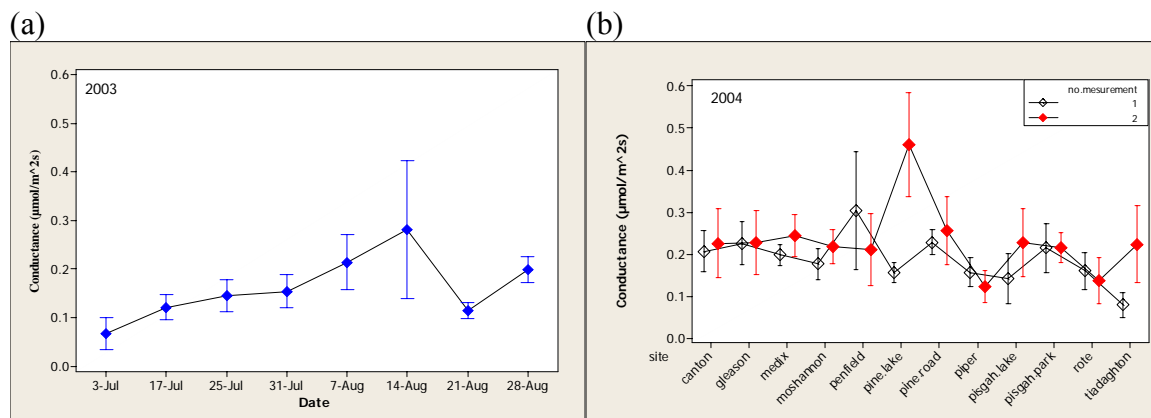 (a)
(b)
2003
Conductance (µmol/m^2s)
0.6
0.5
0.4
0.3
0.2
0.1
0.0
3-Jul 17-Jul 25-Jul 31-Jul 7-Aug 14-Aug 21-Aug 28-Aug
Date
2004
no.mesurement
1
2
Conductance (µmol/m^2s)
0.6
0.5
0.4
0.3
0.2
0.1
0.0
site
canton
gleason
medix
moshannon
penfield
pine.lake
pine.road
piper
pisgah.lake
pisgah.park
rote
tiadaghton